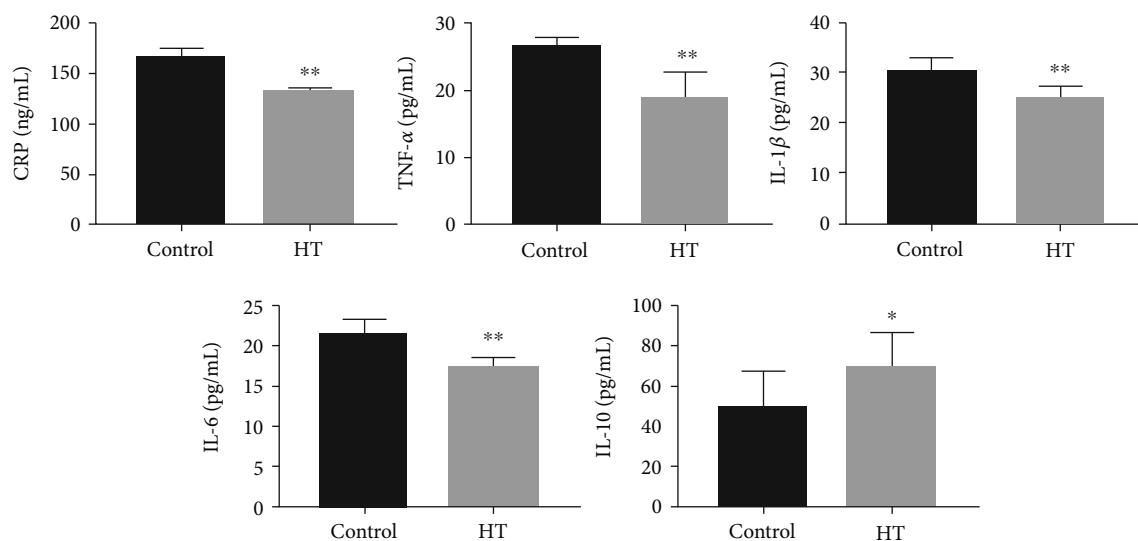 200
150
100
50
0
CRP (ng/mL)
**
Control
HT
30
20
10
0
TNF-α (pg/mL)
**
Control
HT
40
30
20
10
0
IL-1β (pg/mL)
**
Control
HT
25
20
15
10
5
0
IL-6 (pg/mL)
**
Control
HT
100
80
60
40
20
0
IL-10 (pg/mL)
*
Control
HT